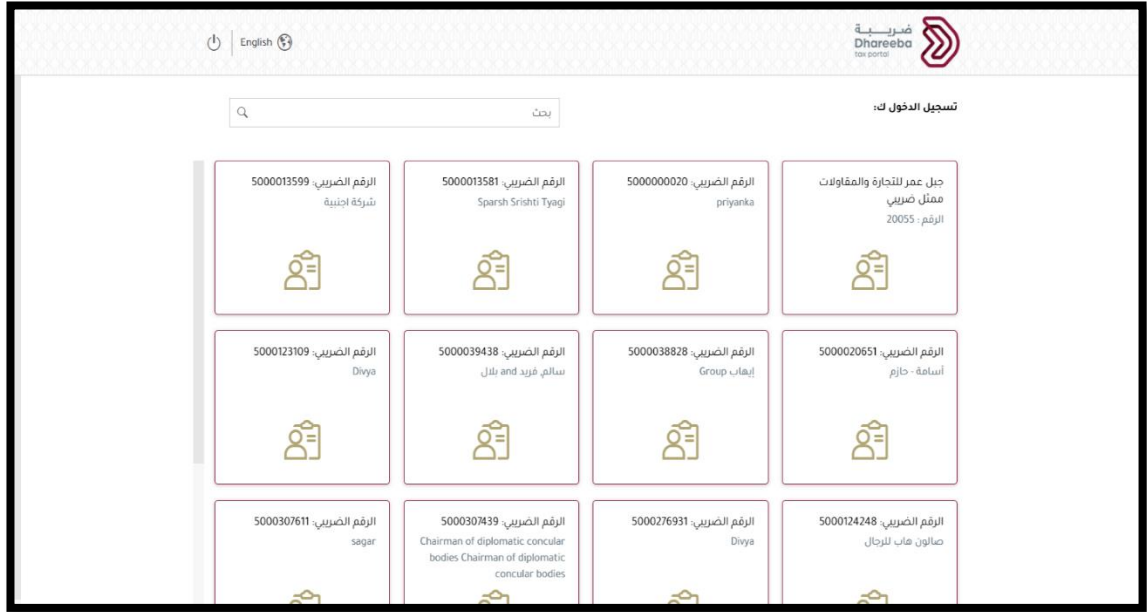 ضريبة
Dhareeba
tax portal
English
تسجيل الدخول ك:
بحث
جبل عمر للتجارة والمقاولات
ممثل ضريبي
الرقم : 20055
الرقم الضريبي: 5000000020
priyanka
الرقم الضريبي: 5000013581
Sparsh Srishti Tyagi
الرقم الضريبي: 5000013599
شركة اجنبية
الرقم الضريبي: 5000020651
أسامة - حازم
الرقم الضريبي: 5000038828
إيهاب Group
الرقم الضريبي: 5000039438
سالم, فريد and بلال
الرقم الضريبي: 5000123109
Divya
الرقم الضريبي: 5000124248
صالون هاب للرجال
الرقم الضريبي: 5000276931
Divya
الرقم الضريبي: 5000307439
Chairman of diplomatic concular
bodies Chairman of diplomatic
concular bodies
الرقم الضريبي: 5000307611
sagar